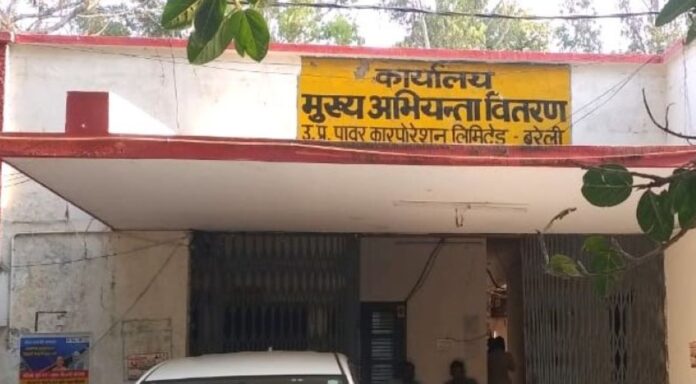 कार्यालय
मुख्य अभियन्ता वितरण
उ.प्र. पावर कारपोरेशन लिमिटेड - बरेली